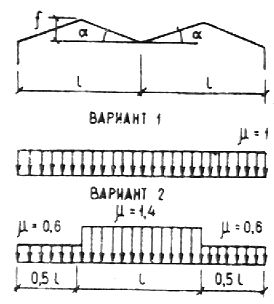 f
α α
l l
ВАРИАНТ 1
μ = 1
ВАРИАНТ 2
μ = 1,4
μ = 0,6 μ = 0,6
0,5 l l 0,5 l